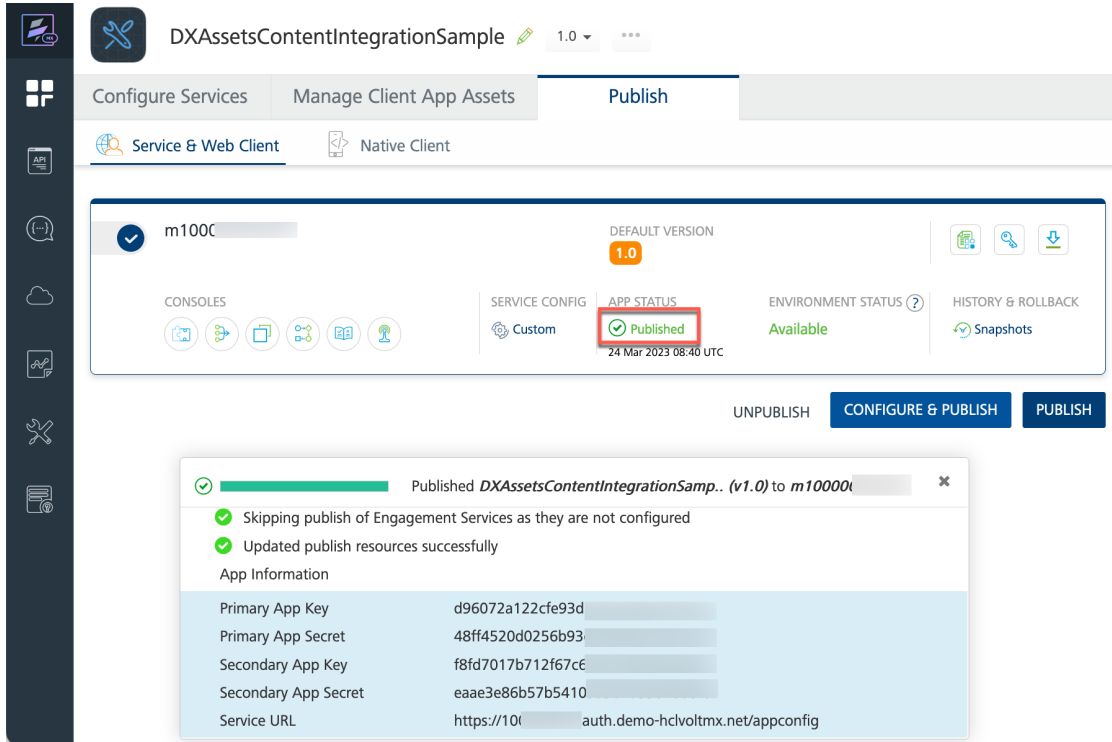 DXAssetsContentIntegrationSample 1.0
Configure Services Manage Client App Assets Publish
Service & Web Client Native Client
API
m1000
DEFAULT VERSION
1.0
CONSOLES SERVICE CONFIG APP STATUS ENVIRONMENT STATUS ? HISTORY & ROLLBACK
Custom Published Available Snapshots
24 Mar 2023 08:40 UTC
UNPUBLISH CONFIGURE & PUBLISH PUBLISH
Published DXAssetsContentIntegrationSamp.. (v1.0) to m100000
Skipping publish of Engagement Services as they are not configured
Updated publish resources successfully
App Information
Primary App Key d96072a122cfe93d
Primary App Secret 48ff4520d0256b93
Secondary App Key f8fd7017b712f67c6
Secondary App Secret eaae3e86b57b5410
Service URL https://100 auth.demo-hclvoltmx.net/appconfig